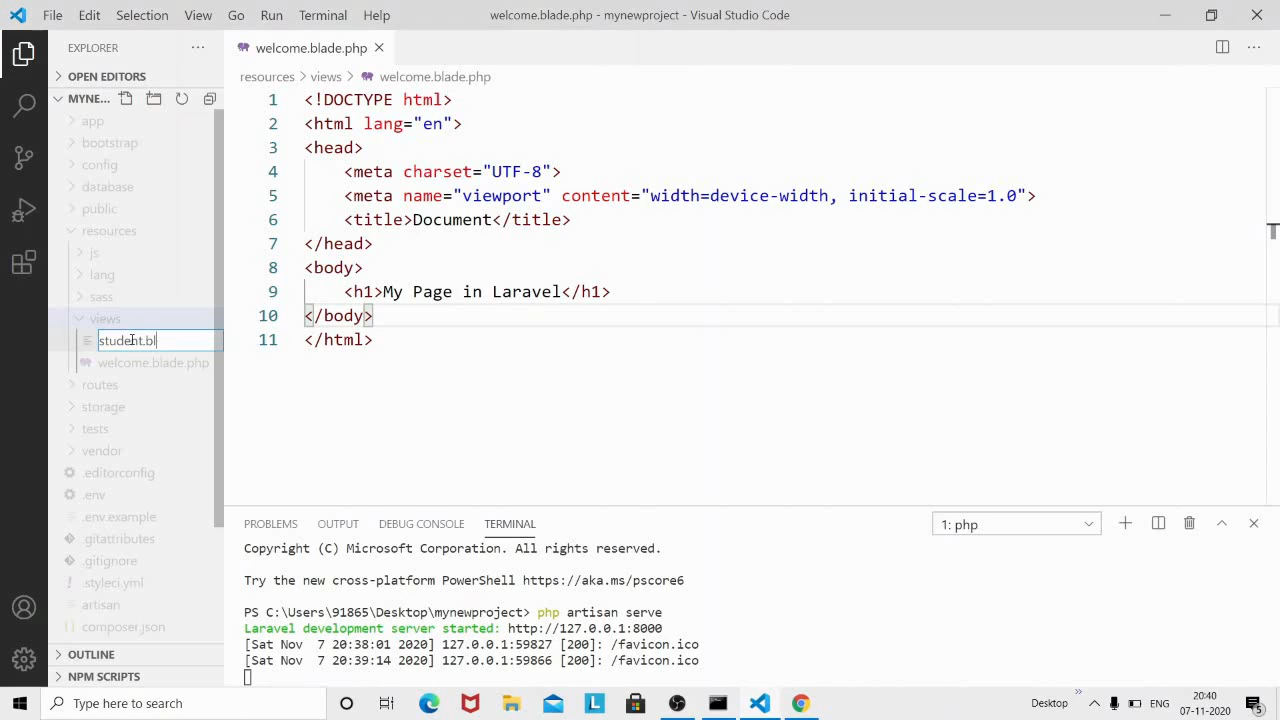 File Edit Selection View Go Run Terminal Help welcome.blade.php - mynewproject - Visual Studio Code
EXPLORER
welcome.blade.php
OPEN EDITORS
resources views welcome.blade.php
MYNE...
app
bootstrap
config
database
public
resources
js
lang
sass
views
student.bl
welcome.blade.php
routes
storage
tests
vendor
.editorconfig
.env
.env.example
.gitattributes
.gitignore
.styleci.yml
artisan
composer.json
OUTLINE
NPM SCRIPTS
1 <!DOCTYPE html>
2 <html lang="en">
3 <head>
4 <meta charset="UTF-8">
5 <meta name="viewport" content="width=device-width, initial-scale=1.0">
6 <title>Document</title>
7 </head>
8 <body>
9 <h1>My Page in Laravel</h1>
10 </body>
11 </html>
PROBLEMS OUTPUT DEBUG CONSOLE TERMINAL 1: php
Copyright (C) Microsoft Corporation. All rights reserved.
Try the new cross-platform PowerShell https://aka.ms/pscore6
PS C:\Users\91865\Desktop\mynewproject> php artisan serve
Laravel development server started: http://127.0.0.1:8000
[Sat Nov  7 20:38:01 2020] 127.0.0.1:59827 [200]: /favicon.ico
[Sat Nov  7 20:39:14 2020] 127.0.0.1:59866 [200]: /favicon.ico
Type here to search
L
Desktop
ENG
20:40
07-11-2020
5